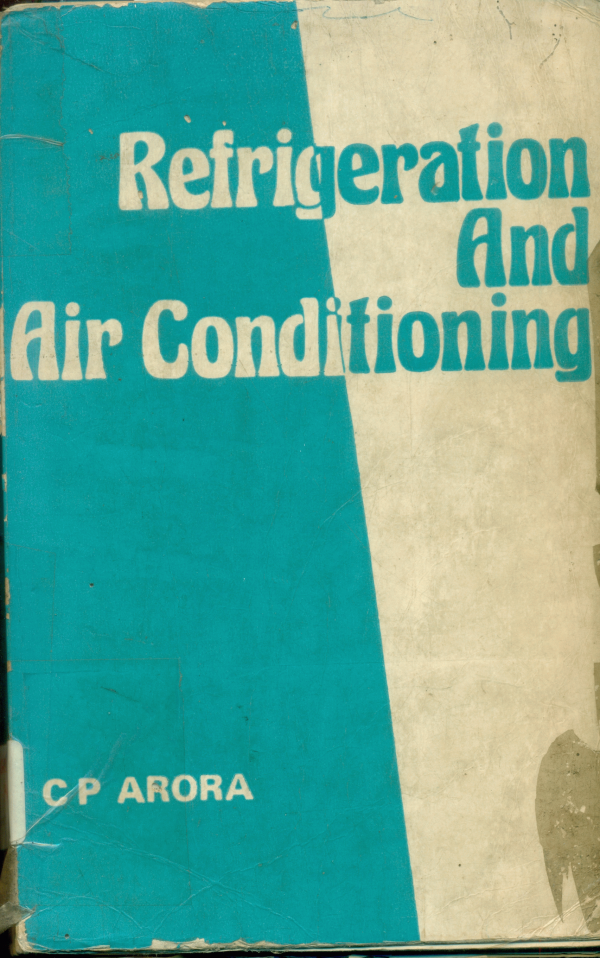 Refrigeration
And
Air Conditioning
C P ARORA